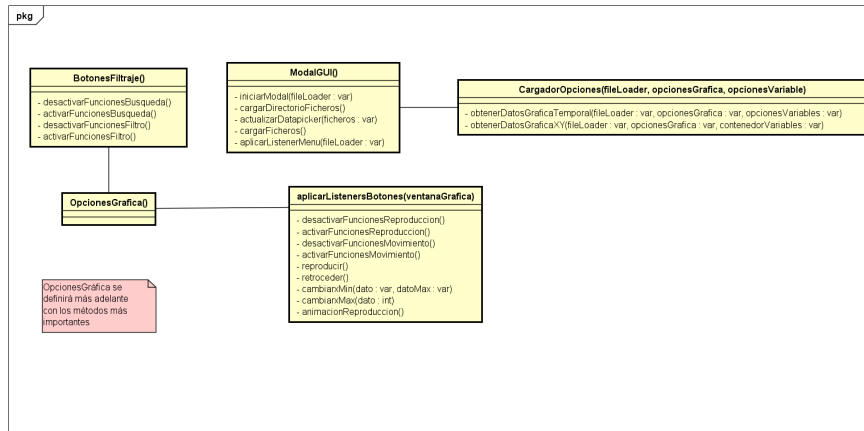 pkg
BotonesFiltraje()
- desactivarFuncionesBusqueda()
- activarFuncionesBusqueda()
- desactivarFuncionesFiltro()
- activarFuncionesFiltro()
ModalGUI()
- iniciarModal(fileLoader : var)
- cargarDirectorioFicheros()
- actualizarDatapicker(ficheros : var)
- cargarFicheros()
- aplicarListenerMenu(fileLoader : var)
CargadorOpciones(fileLoader, opcionesGrafica, opcionesVariable)
- obtenerDatosGraficaTemporal(fileLoader : var, opcionesGrafica : var, opcionesVariables : var)
- obtenerDatosGraficaXY(fileLoader : var, opcionesGrafica : var, contenedorVariables : var)
OpcionesGrafica()
aplicarListenersBotones(ventanaGrafica)
- desactivarFuncionesReproduccion()
- activarFuncionesReproduccion()
- desactivarFuncionesMovimiento()
- activarFuncionesMovimiento()
- reproducir()
- retroceder()
- cambiarxMin(dato : var, datoMax : var)
- cambiarxMax(dato : int)
- animacionReproduccion()
OpcionesGráfica se
definirá más adelante
con los métodos más
importantes